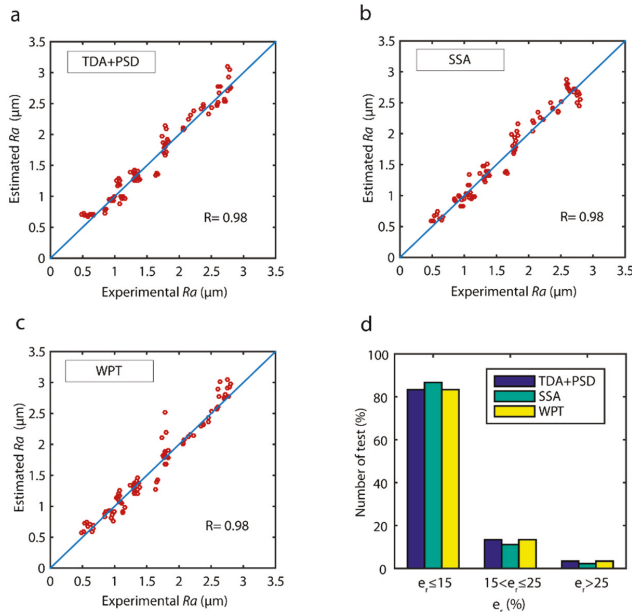 a
TDA+PSD
R= 0.98
Estimated Ra (μm)
3.5
3
2.5
2
1.5
1
0.5
0
0.5 1 1.5 2 2.5 3 3.5
Experimental Ra (μm)
b
SSA
R= 0.98
Estimated Ra (μm)
3.5
3
2.5
2
1.5
1
0.5
0
0 0.5 1 1.5 2 2.5 3 3.5
Experimental Ra (μm)
c
WPT
R= 0.98
Estimated Ra (μm)
3.5
3
2.5
2
1.5
1
0.5
0
0 0.5 1 1.5 2 2.5 3 3.5
Experimental Ra (μm)
d
TDA+PSD
SSA
WPT
Number of test (%)
100
80
60
40
20
0
er≤15 15<er≤25 er>25
er (%)